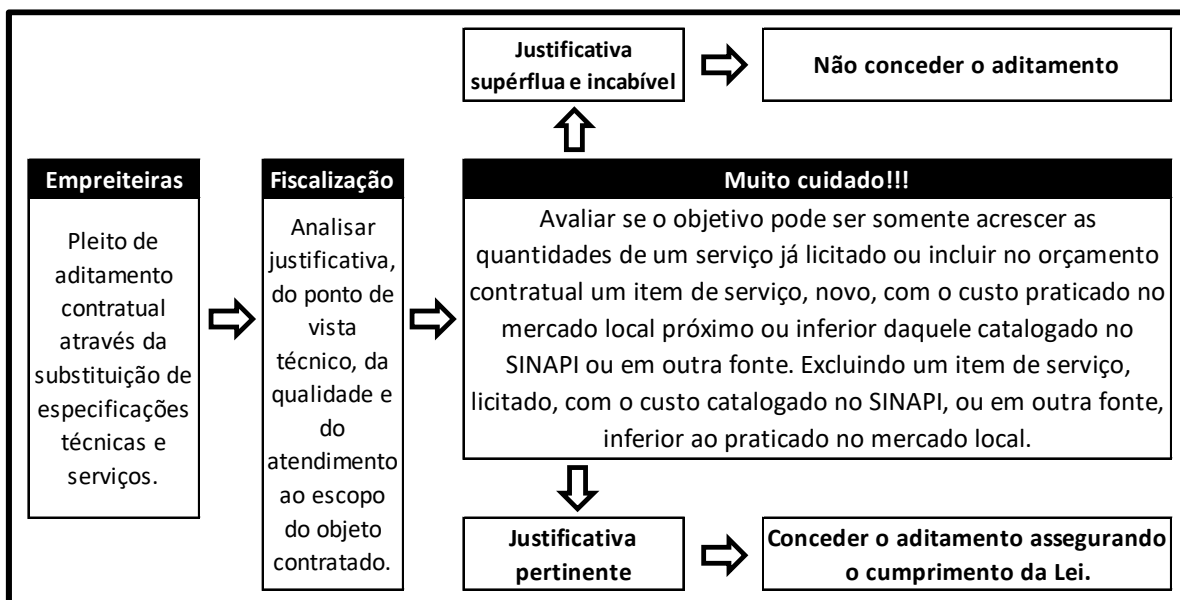 Justificativa
supérflua e incabível
Não conceder o aditamento
Empreiteiras
Pleito de
aditamento
contratual
através da
substituição de
especificações
técnicas e
serviços.
Fiscalização
Analisar
justificativa,
do ponto de
vista
técnico, da
qualidade e
do
atendimento
ao escopo
do objeto
contratado.
Muito cuidado!!!
Avaliar se o objetivo pode ser somente acrescer as
quantidades de um serviço já licitado ou incluir no orçamento
contratual um item de serviço, novo, com o custo praticado no
mercado local próximo ou inferior daquele catalogado no
SINAPI ou em outra fonte. Excluindo um item de serviço,
licitado, com o custo catalogado no SINAPI, ou em outra fonte,
inferior ao praticado no mercado local.
Justificativa
pertinente
Conceder o aditamento assegurando
o cumprimento da Lei.